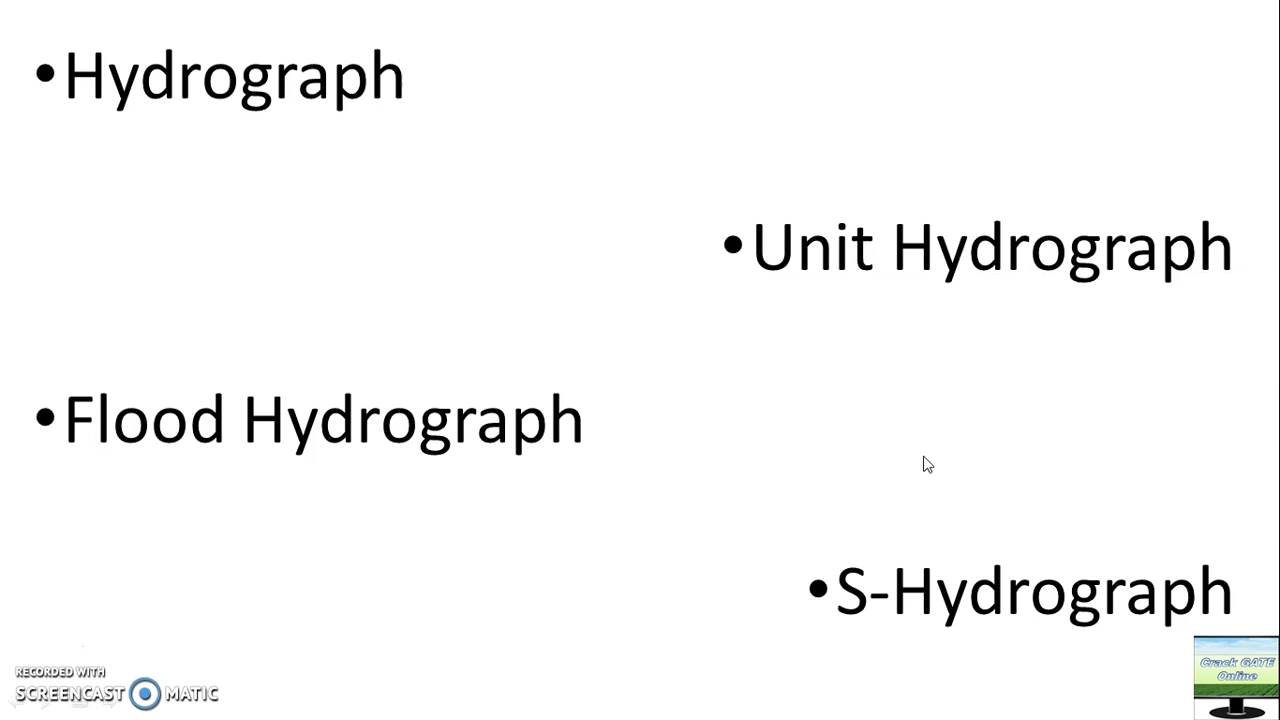 •Hydrograph
•Unit Hydrograph
•Flood Hydrograph
•S-Hydrograph
RECORDED WITH
SCREENCAST MATIC
Crack GATE
Online